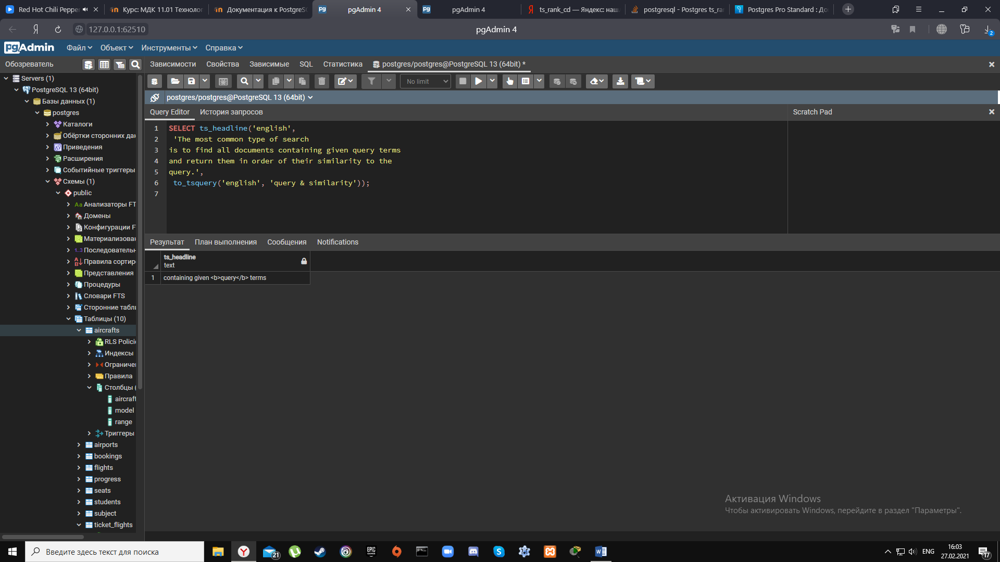 Red Hot Chili Pepper
Курс: МДК 11.01 Технолог
Документация к PostgreSQ
pgAdmin 4
pgAdmin 4
ts_rank_cd — Яндекс: наш
postgresql - Postgres ts_ra
Postgres Pro Standard : До
127.0.0.1:62510
pgAdmin 4
2
pgAdmin
Файл
Объект
Инструменты
Справка
Обозреватель
Зависимости
Свойства
Зависимые
SQL
Статистика
postgres/postgres@PostgreSQL 13 (64bit) *
No limit
postgres/postgres@PostgreSQL 13 (64bit)
Query Editor
История запросов
Scratch Pad
1 SELECT ts_headline('english',
2 'The most common type of search
3 is to find all documents containing given query terms
4 and return them in order of their similarity to the
5 query.',
6 to_tsquery('english', 'query & similarity'));
7
Результат
План выполнения
Сообщения
Notifications
ts_headline
text
1 containing given <b>query</b> terms
Servers (1)
PostgreSQL 13 (64bit)
Базы данных (1)
postgres
Каталоги
Обёртки сторонних дан
Приведения
Расширения
Событийные триггеры
Схемы (1)
public
Анализаторы FT
Домены
Конфигурации F
Материализован
Последовательн
Правила сортир
Представления
Процедуры
Словари FTS
Сторонние табли
Таблицы (10)
aircrafts
RLS Policie
Индексы
Ограничен
Правила
Столбцы (
aircraft
model
range
Триггеры
airports
bookings
flights
progress
seats
students
subject
ticket_flights
Активация Windows
Чтобы активировать Windows, перейдите в раздел "Параметры".
Введите здесь текст для поиска
21
EPIC
GAMES
ENG
16:03
27.02.2021
17